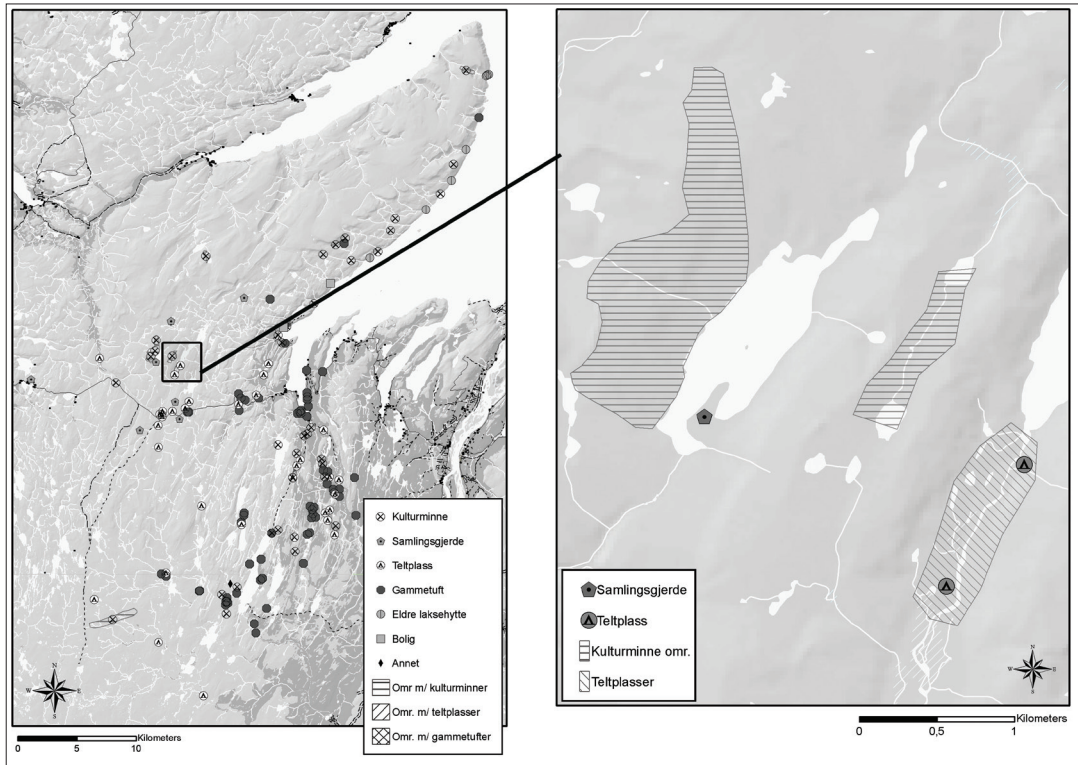 Kulturminne
Samlingsgjerde
Teltplass
Gammetuft
Eldre laksehytte
Bolig
Annet
Omr m/ kulturminner
Omr. m/ teltplasser
Omr. m/ gammetufter
N
W E
S
0 5 10 Kilometers
Samlingsgjerde
Teltplass
Kulturminne omr.
Teltplasser
N
W E
S
0 0,5 1 Kilometers